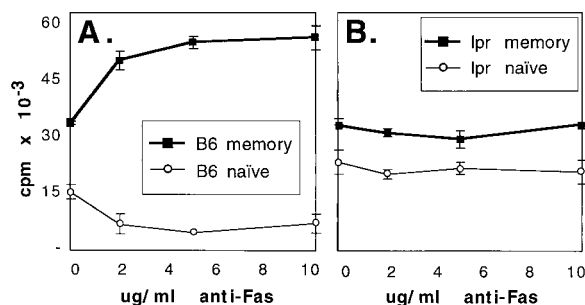 A.
B.
60
45
30
15
-
cpm x 10-3
B6 memory
B6 naïve
lpr memory
lpr naïve
0 2 4 6 8 10
0 2 4 6 8 10
ug/ ml anti-Fas
ug/ ml anti-Fas